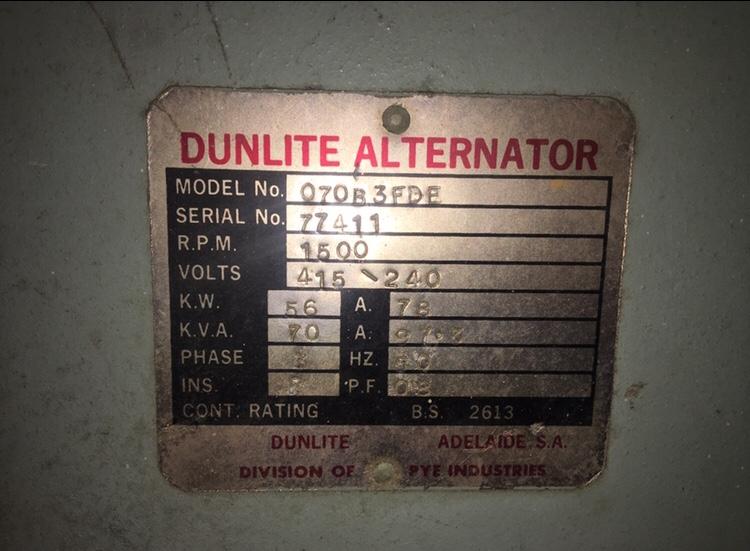 DUNLITE ALTERNATOR
MODEL No. 070B3FDE
SERIAL No. 77411
R.P.M. 1500
VOLTS 415 \ 240
K.W. 56 A. 78
K.V.A. 70 A.
PHASE HZ.
INS. P.F.
CONT. RATING B.S. 2613
DUNLITE ADELAIDE, S.A.
DIVISION OF PYE INDUSTRIES